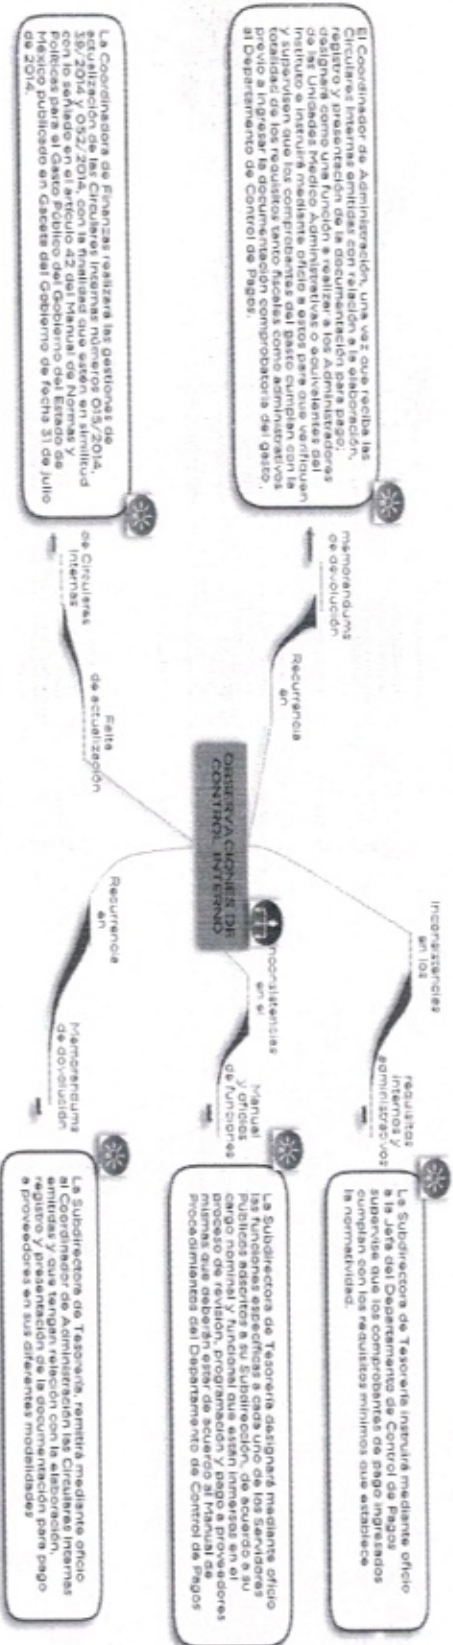 OBSERVACIONES DE
CONTROL INTERNO
Recurrencia
en
memorandums
de devolución
El Coordinador de Administración, una vez que reciba las
Circulares Internas emitidas con relación a la elaboración,
registro y presentación de la documentación para pago;
designará como una función a realizar a los Administradores
de las Unidades Medico Administrativas o equivalentes del
Instituto e instruirá mediante oficio a estos para que verifiquen
y supervisen que los comprobantes del gasto cumplan con la
totalidad de los requisitos tanto fiscales como administrativos
previo a ingresar la documentación comprobatoria del gasto,
al Departamento de Control de Pagos.
Falta
de actualización
de Circulares
Internas
La Coordinadora de Finanzas realizará las gestiones de
actualización de las Circulares Internas números 015/2014,
39/2014 y 052/2014, con la finalidad que estén en similitud
con lo señalado en el artículo 42 del Manual de Normas y
Políticas para el Gasto Público del Gobierno del Estado de
México publicado en Gaceta del Gobierno de fecha 31 de julio
de 2014.
Inconsistencias
en los
requisitos
internos y
administrativos
La Subdirectora de Tesorería instruirá mediante oficio
a la Jefa del Departamento de Control de Pagos
supervise que los comprobantes de pago ingresados
cumplan con los requisitos mínimos que establece
la normatividad.
Inconsistencias
en el
Manual
y oficios
de funciones
La Subdirectora de Tesorería designará mediante oficio
las funciones específicas a cada uno de los Servidores
Públicos adscritos a su Subdirección, de acuerdo a su
cargo nominal y funcional que están inmersos en el
proceso de revisión, programación y pago a proveedores
mismas que deberán estar de acuerdo al Manual de
Procedimientos del Departamento de Control de Pagos
Recurrencia
en
Memorandums
de dovolución
La Subdirectora de Tesorería, remitirá mediante oficio
al Coordinador de Administración las Circulares Internas
emitidas y que tengan relación con la elaboración,
registro y presentación de la documentación para pago
a proveedores en sus diferentes modalidades